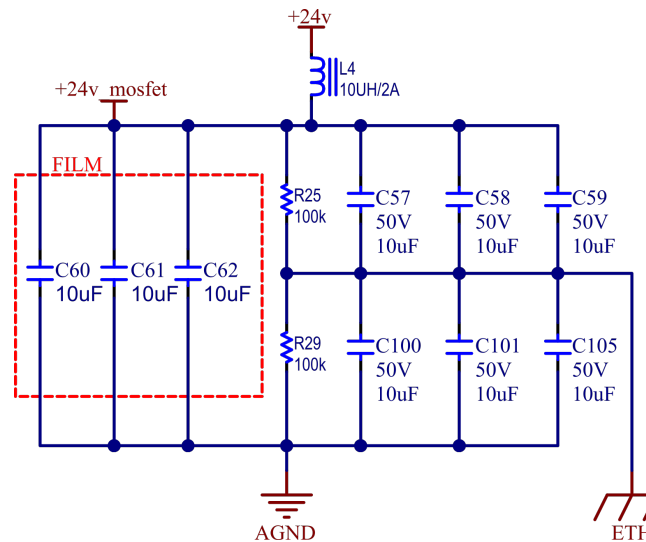 +24v
L4
10UH/2A
+24v_mosfet
FILM
R25
100k
C57
50V
10uF
C58
50V
10uF
C59
50V
10uF
C60
10uF
C61
10uF
C62
10uF
R29
100k
C100
50V
10uF
C101
50V
10uF
C105
50V
10uF
AGND
ETH